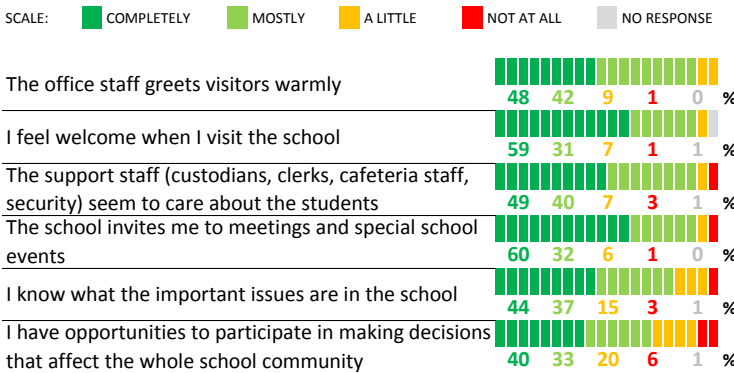 SCALE: COMPLETELY MOSTLY A LITTLE NOT AT ALL NO RESPONSE
The office staff greets visitors warmly
48 42 9 1 0 %
I feel welcome when I visit the school
59 31 7 1 1 %
The support staff (custodians, clerks, cafeteria staff,
security) seem to care about the students
49 40 7 3 1 %
The school invites me to meetings and special school
events
60 32 6 1 0 %
I know what the important issues are in the school
44 37 15 3 1 %
I have opportunities to participate in making decisions
that affect the whole school community
40 33 20 6 1 %